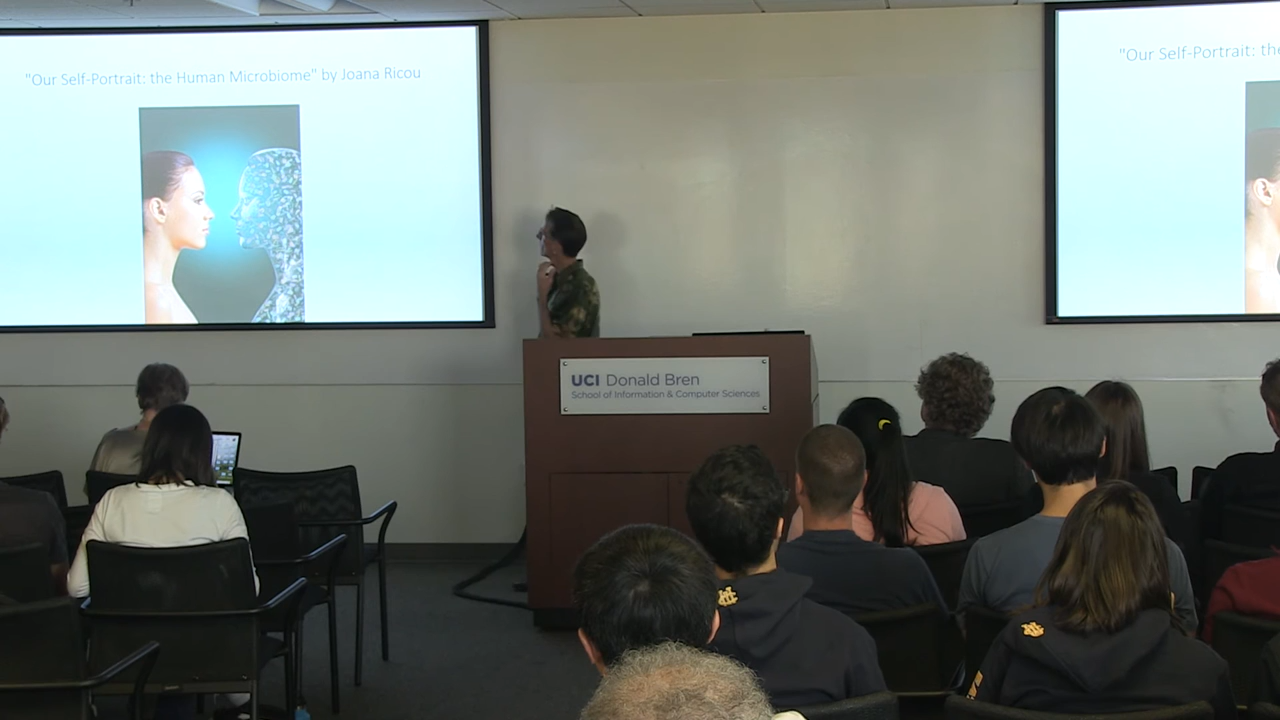 "Our Self-Portrait: the Human Microbiome" by Joana Ricou
"Our Self-Portrait: the
UCI Donald Bren
School of Information & Computer Sciences